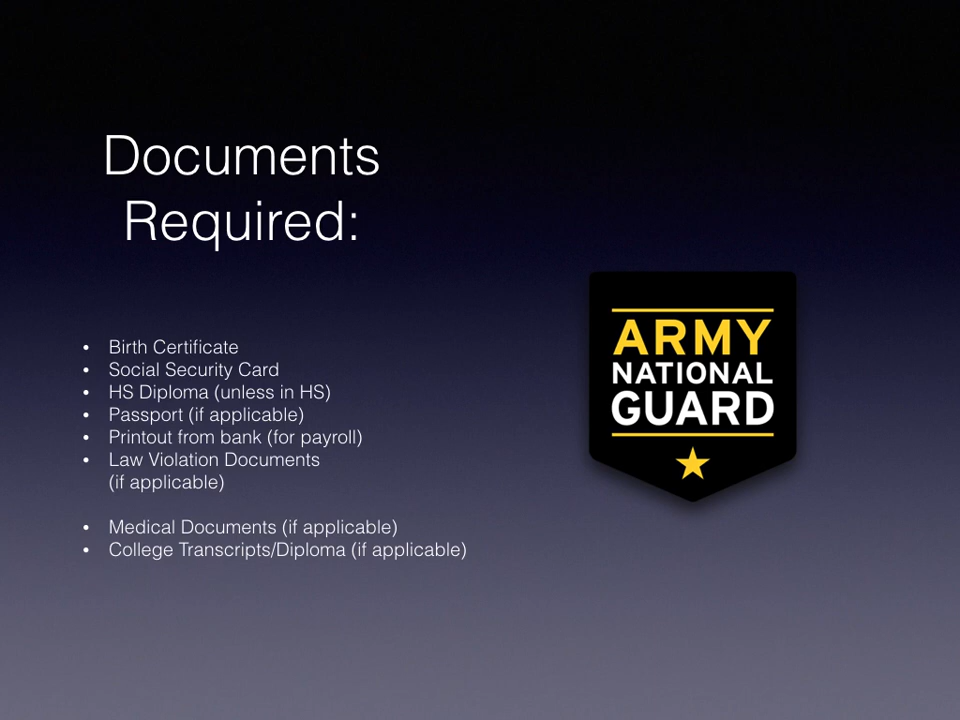 Documents
Required:
• Birth Certificate
• Social Security Card
• HS Diploma (unless in HS)
• Passport (if applicable)
• Printout from bank (for payroll)
• Law Violation Documents
(if applicable)
• Medical Documents (if applicable)
• College Transcripts/Diploma (if applicable)
ARMY
NATIONAL
GUARD